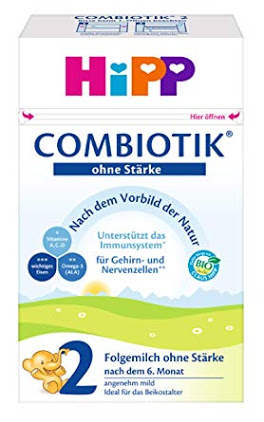 COMBIOTIK 2
HiPP
Hier öffnen
COMBIOTIK®
ohne Stärke
Nach dem Vorbild der Natur
Vitamine
A, C, D
Unterstützt das
Immunsystem*
***
wichtiges
Eisen
**
Omega-3
(ALA)
für Gehirn- und
Nervenzellen**
BIO
2
Folgemilch ohne Stärke
nach dem 6. Monat
angenehm mild
Ideal für das Beikostalter